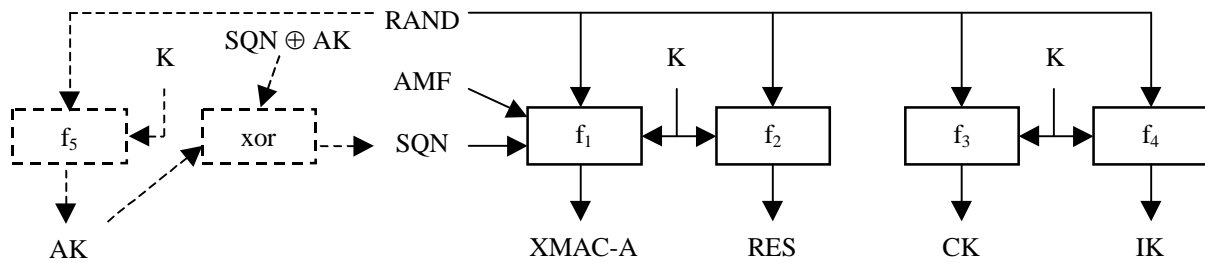 RAND
SQN ⊕ AK
K
K
K
AMF
f₅
xor
SQN
f₁
f₂
f₃
f₄
AK
XMAC-A
RES
CK
IK